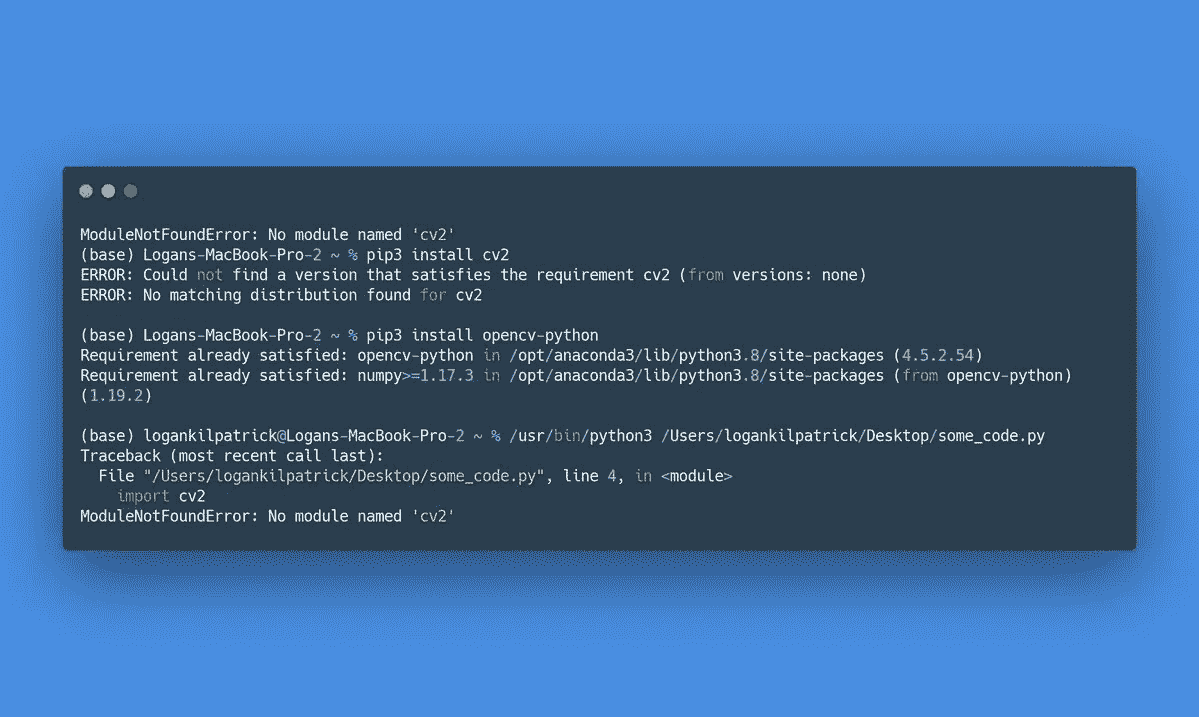 ModuleNotFoundError: No module named 'cv2'
(base) Logans-MacBook-Pro-2 ~ % pip3 install cv2
ERROR: Could not find a version that satisfies the requirement cv2 (from versions: none)
ERROR: No matching distribution found for cv2
(base) Logans-MacBook-Pro-2 ~ % pip3 install opencv-python
Requirement already satisfied: opencv-python in /opt/anaconda3/lib/python3.8/site-packages (4.5.2.54)
Requirement already satisfied: numpy>=1.17.3 in /opt/anaconda3/lib/python3.8/site-packages (from opencv-python)
(1.19.2)
(base) logankilpatrick@Logans-MacBook-Pro-2 ~ % /usr/bin/python3 /Users/logankilpatrick/Desktop/some_code.py
Traceback (most recent call last):
  File "/Users/logankilpatrick/Desktop/some_code.py", line 4, in <module>
    import cv2
ModuleNotFoundError: No module named 'cv2'